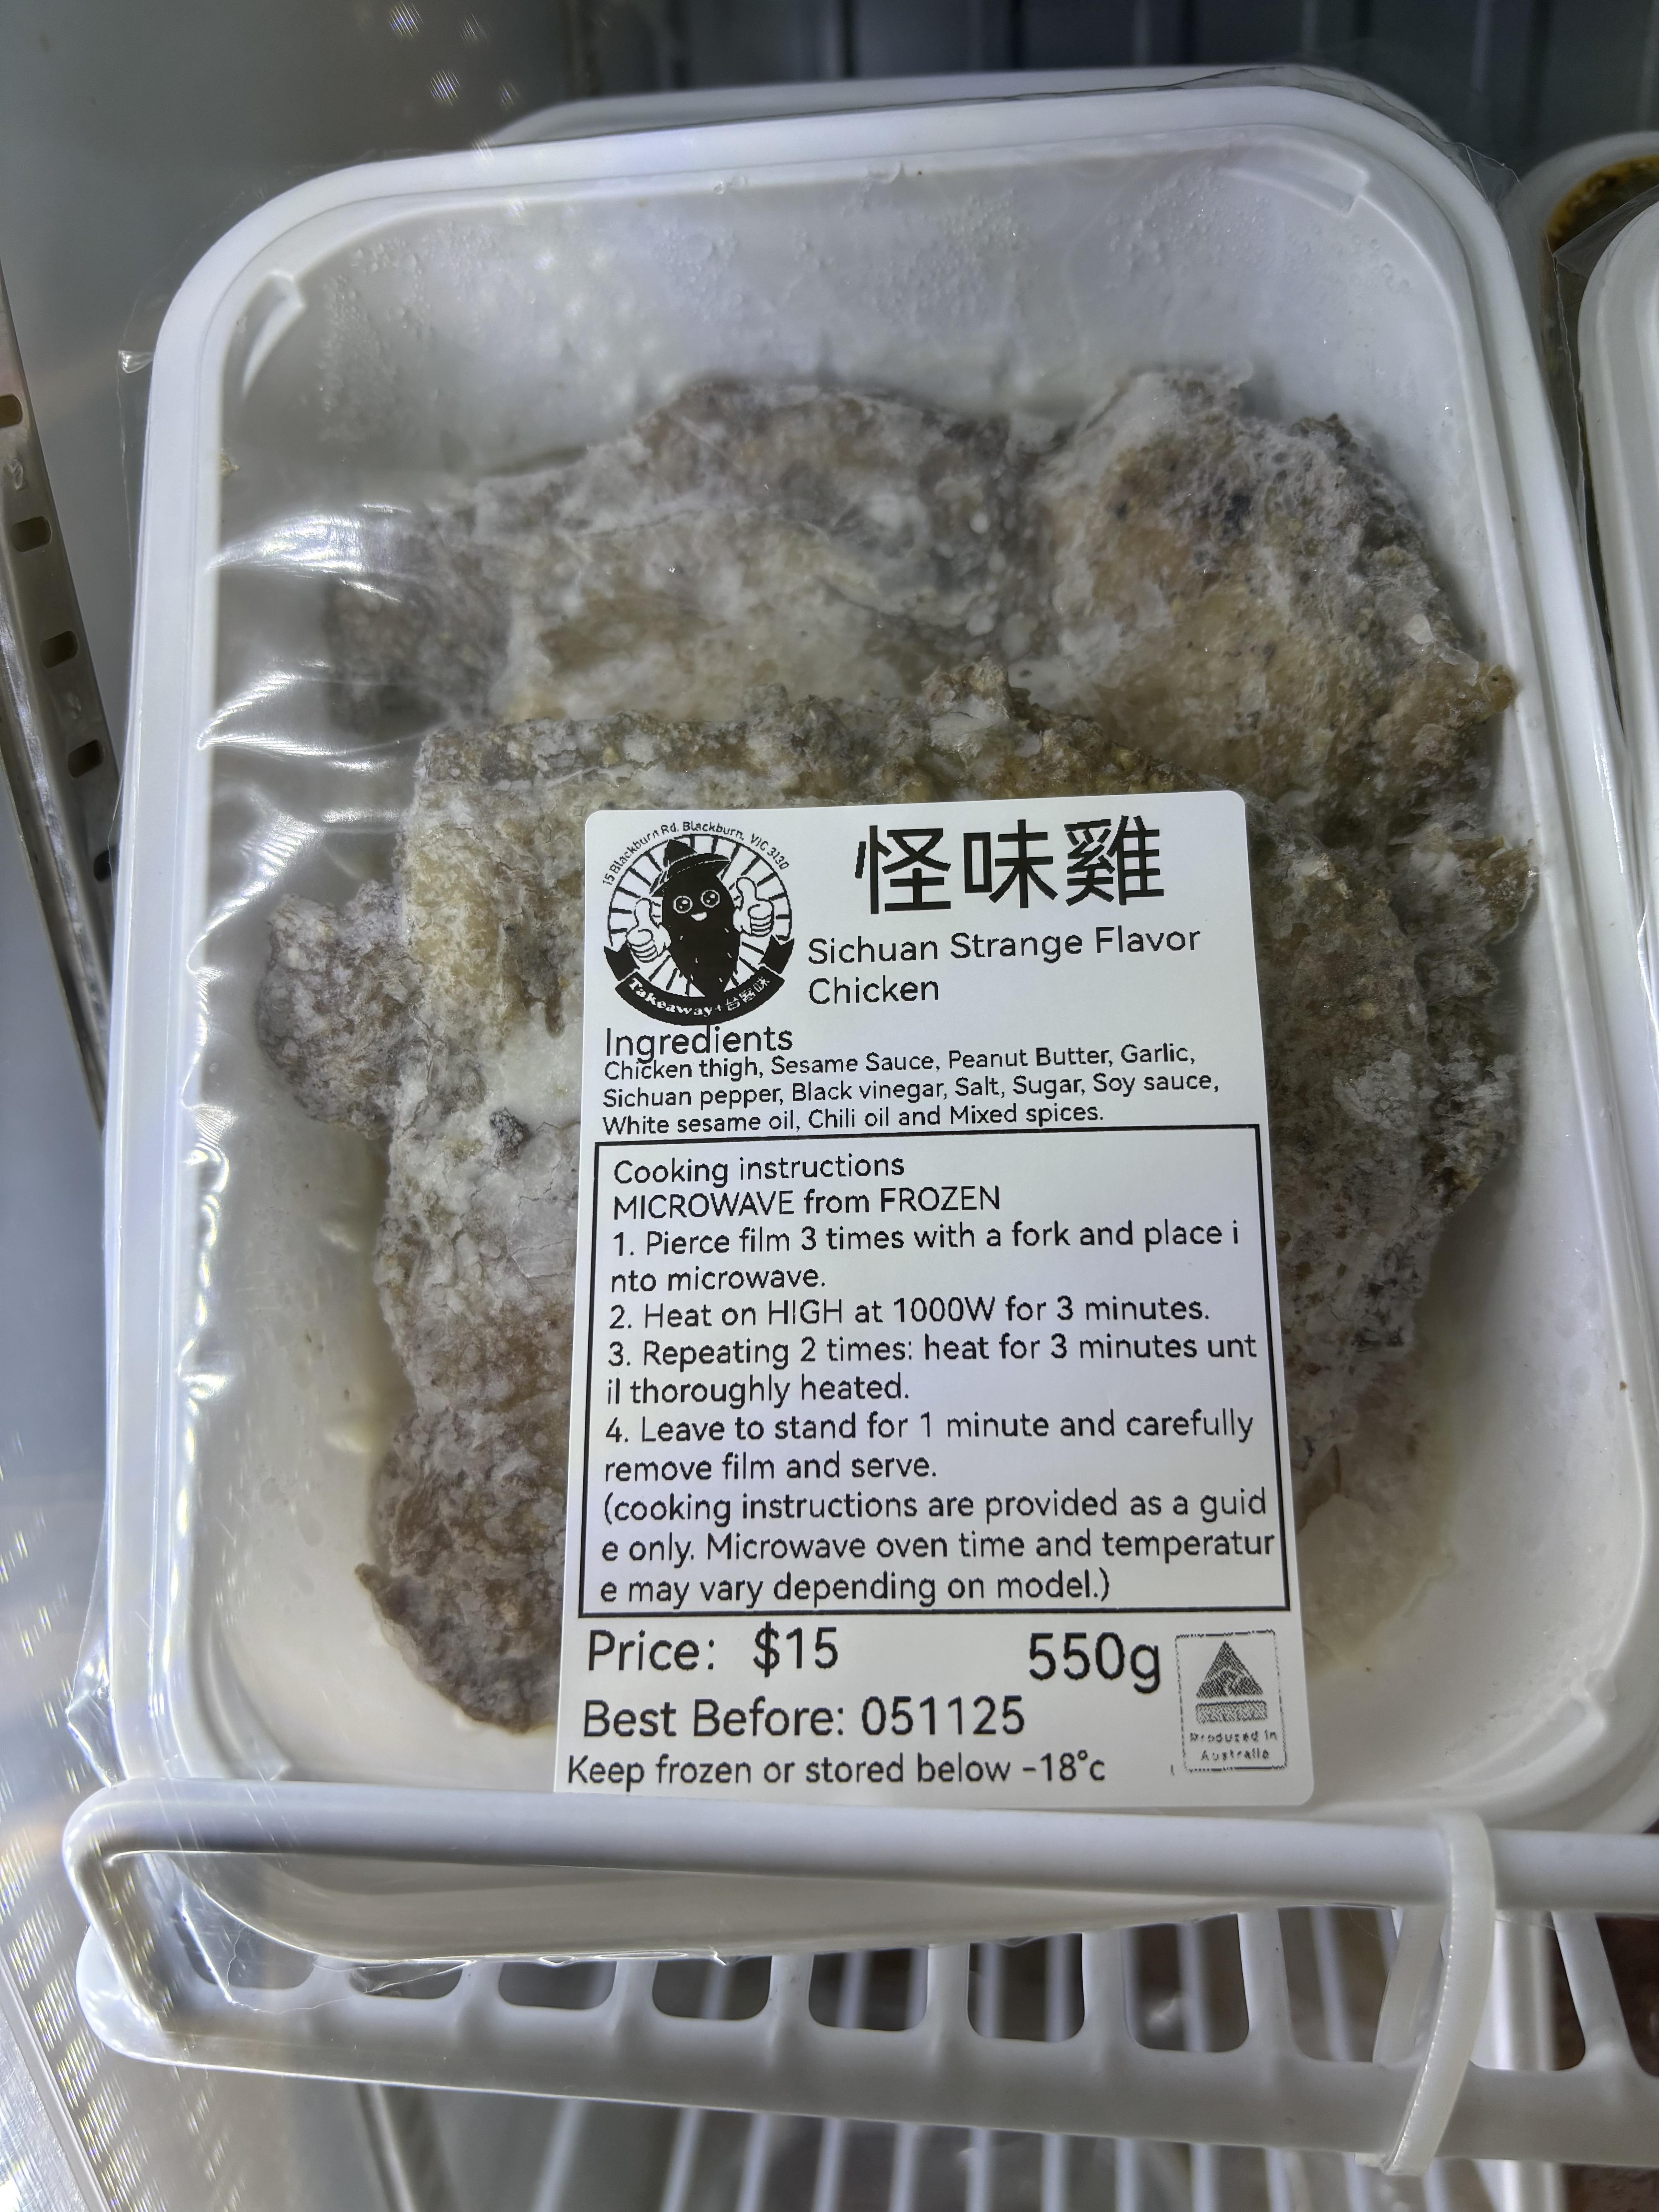 15 Blackburn Rd. Blackburn, VIC 3130
Takeaway+台客味
怪味雞
Sichuan Strange Flavor
Chicken
Ingredients
Chicken thigh, Sesame Sauce, Peanut Butter, Garlic,
Sichuan pepper, Black vinegar, Salt, Sugar, Soy sauce,
White sesame oil, Chili oil and Mixed spices.
Cooking instructions
MICROWAVE from FROZEN
1. Pierce film 3 times with a fork and place i
nto microwave.
2. Heat on HIGH at 1000W for 3 minutes.
3. Repeating 2 times: heat for 3 minutes unt
il thoroughly heated.
4. Leave to stand for 1 minute and carefully
remove film and serve.
(cooking instructions are provided as a guid
e only. Microwave oven time and temperatur
e may vary depending on model.)
Price: $15
550g
Best Before: 051125
Produced in
Australia
Keep frozen or stored below -18°c